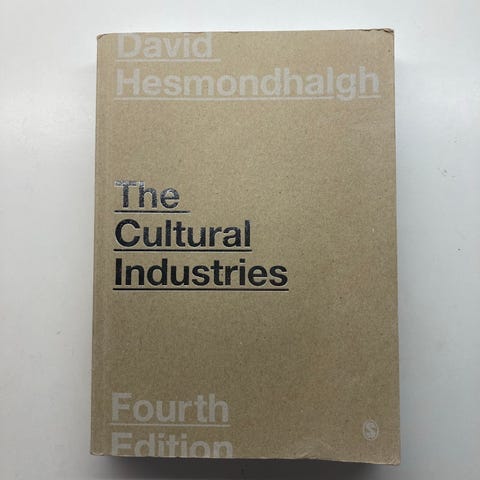 David
Hesmondhalgh
The
Cultural
Industries
Fourth
Edition
S